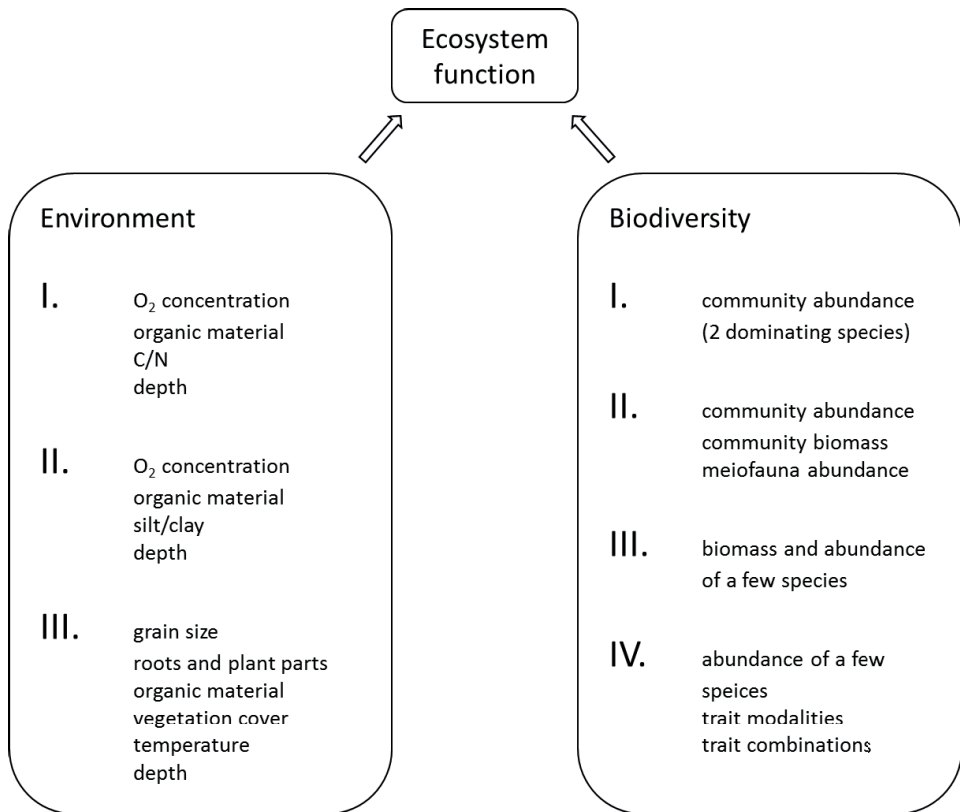 Ecosystem
function
Environment
I. O₂ concentration
organic material
C/N
depth
II. O₂ concentration
organic material
silt/clay
depth
III. grain size
roots and plant parts
organic material
vegetation cover
temperature
depth
Biodiversity
I. community abundance
(2 dominating species)
II. community abundance
community biomass
meiofauna abundance
III. biomass and abundance
of a few species
IV. abundance of a few
speices
trait modalities
trait combinations